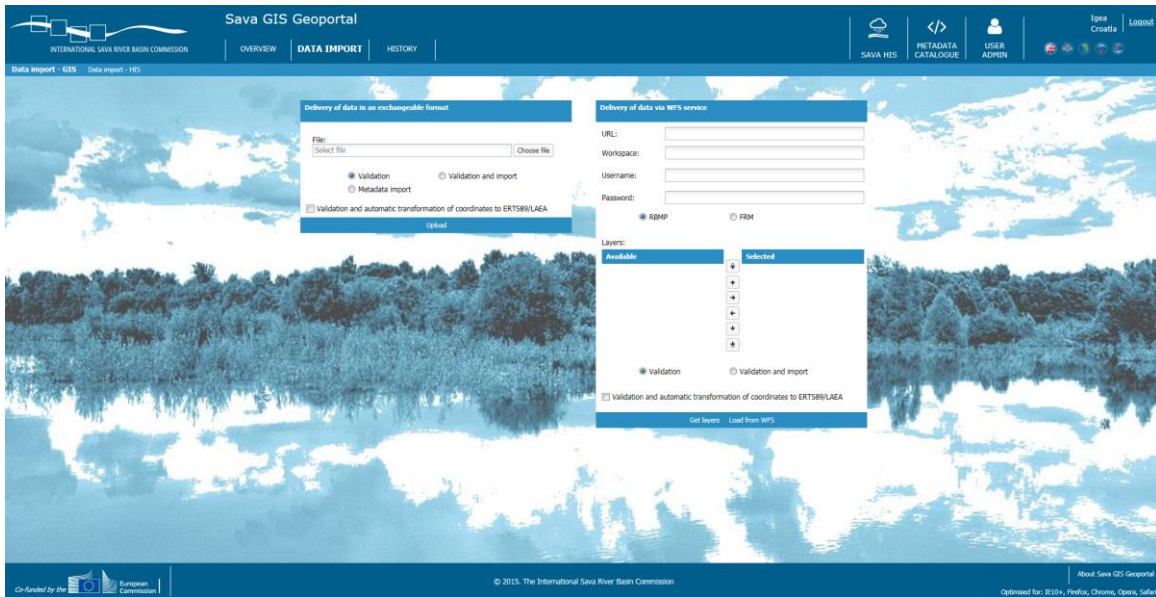 Sava GIS Geoportal
INTERNATIONAL SAVA RIVER BASIN COMMISSION
OVERVIEW DATA IMPORT HISTORY
SAVA HIS
METADATA
CATALOGUE
USER
ADMIN
Igea
Croatia
Logout
Data import - GIS Data import - HIS
Delivery of data in an exchangeable format
File:
Select file Choose file
Validation Validation and import
Metadata import
Validation and automatic transformation of coordinates to ERTS89/LAEA
Upload
Delivery of data via WFS service
URL:
Workspace:
Username:
Password:
RBMP FRM
Layers:
Available Selected
Validation Validation and import
Validation and automatic transformation of coordinates to ERTS89/LAEA
Get layers Load from WFS
Co-funded by the
European
Commission
© 2015. The International Sava River Basin Commission
About Sava GIS Geoportal
Optimised for: IE10+, Firefox, Chrome, Opera, Safari